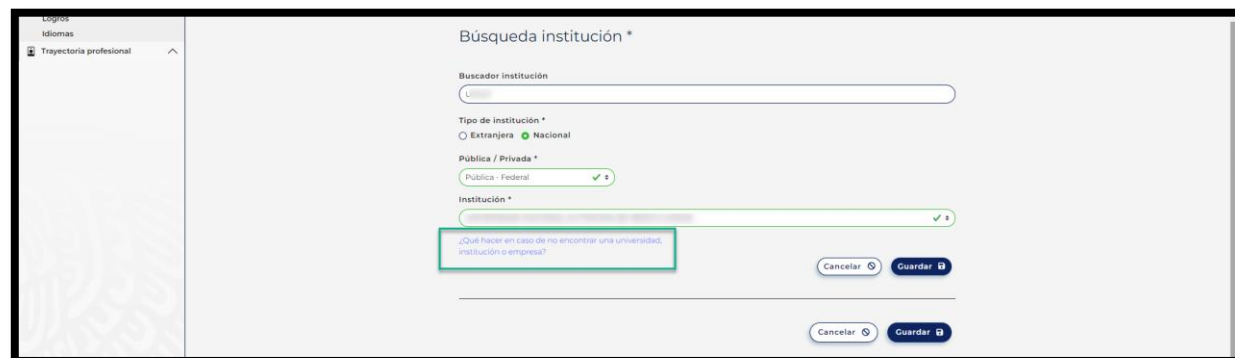 Logros
Idiomas
Trayectoria profesional
Búsqueda institución *
Buscador institución
Tipo de institución *
Extranjera Nacional
Pública / Privada *
Pública - Federal
Institución *
¿Qué hacer en caso de no encontrar una universidad,
institución o empresa?
Cancelar Guardar
Cancelar Guardar